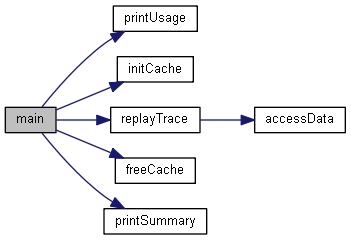 printUsage
initCache
main
replayTrace
accessData
freeCache
printSummary